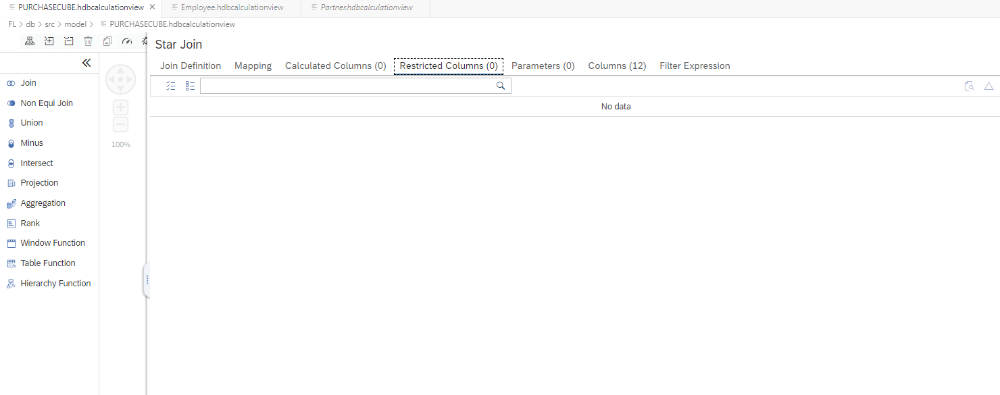 PURCHASECUBE.hdbcalculationview Employee.hdbcalculationview Partner.hdbcalculationview
FL > db > src > model > PURCHASECUBE.hdbcalculationview
Star Join
Join Definition Mapping Calculated Columns (0) Restricted Columns (0) Parameters (0) Columns (12) Filter Expression
No data
Join
Non Equi Join
Union
Minus
Intersect
Projection
Aggregation
Rank
Window Function
Table Function
Hierarchy Function
100%